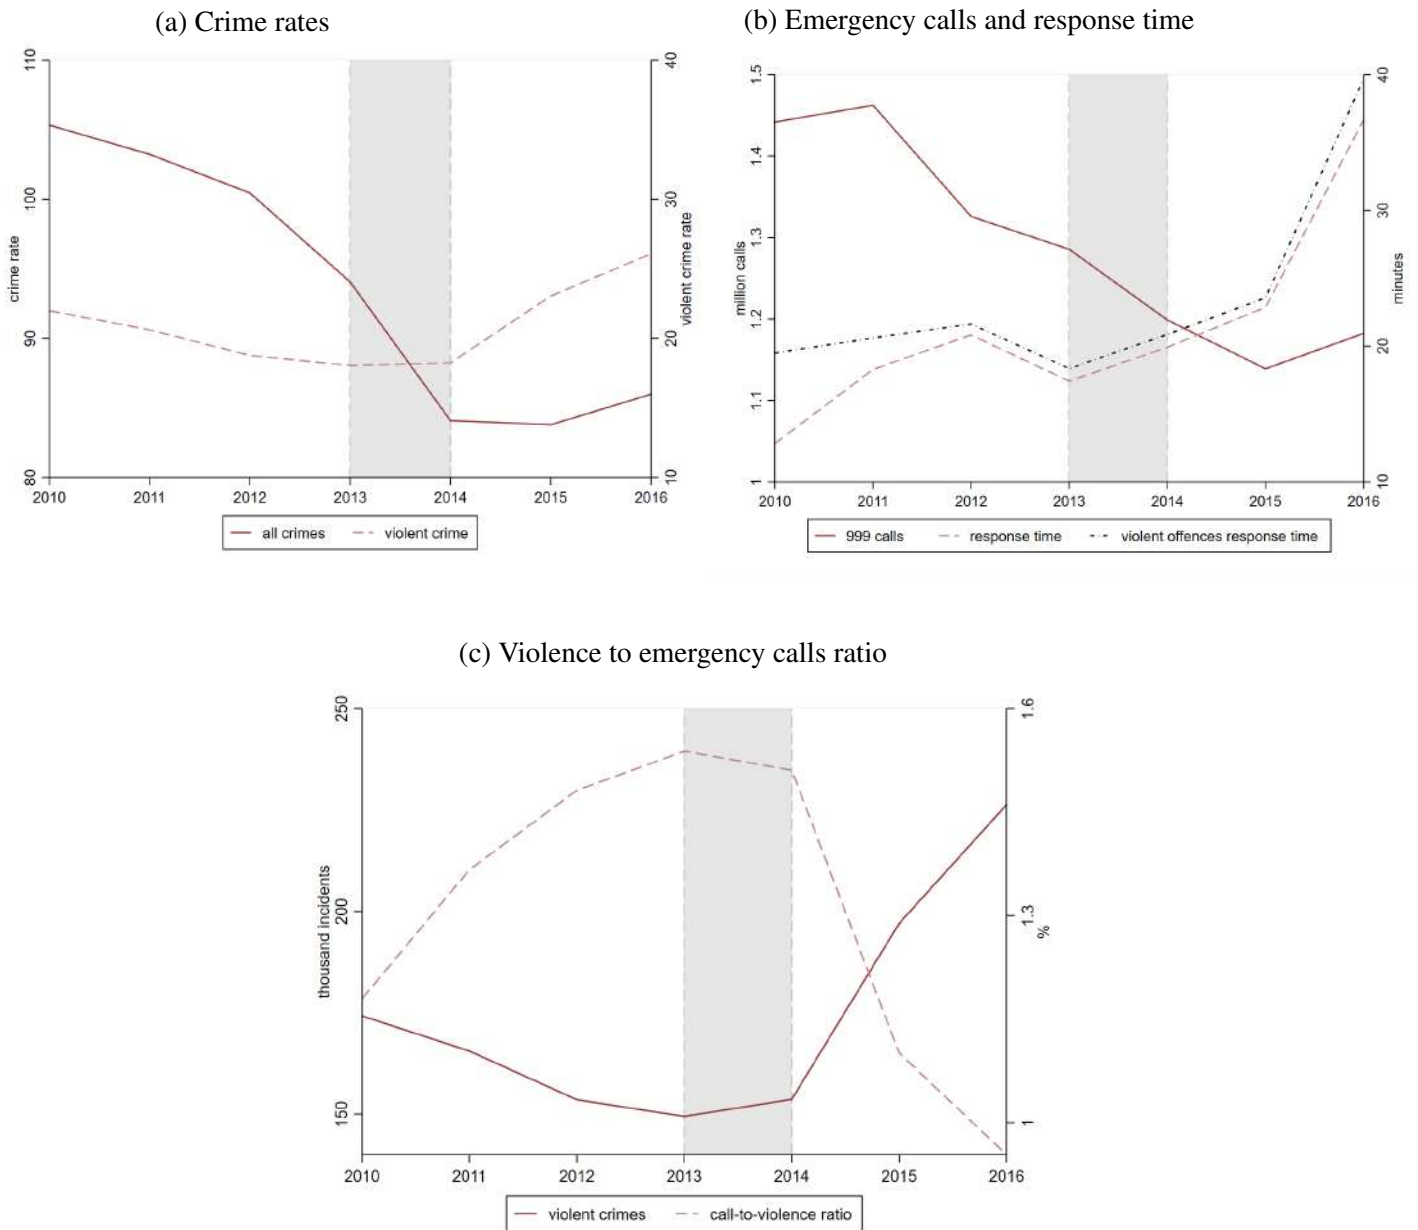 (a) Crime rates
110
100
90
80
crime rate
40
30
20
10
violent crime rate
2010 2011 2012 2013 2014 2015 2016
all crimes violent crime
(b) Emergency calls and response time
1.5
1.4
1.3
1.2
1.1
1
million calls
40
30
20
10
minutes
2010 2011 2012 2013 2014 2015 2016
999 calls response time violent offences response time
(c) Violence to emergency calls ratio
250
200
150
thousand incidents
1.6
1.3
1
%
2010 2011 2012 2013 2014 2015 2016
violent crimes call-to-violence ratio